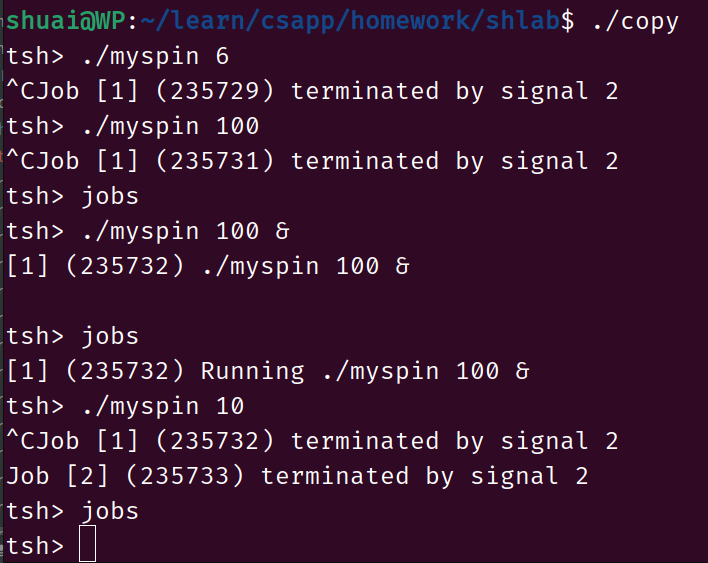 shuai@WP:~/learn/csapp/homework/shlab$ ./copy
tsh> ./myspin 6
^CJob [1] (235729) terminated by signal 2
tsh> ./myspin 100
^CJob [1] (235731) terminated by signal 2
tsh> jobs
tsh> ./myspin 100 &
[1] (235732) ./myspin 100 &
tsh> jobs
[1] (235732) Running ./myspin 100 &
tsh> ./myspin 10
^CJob [1] (235732) terminated by signal 2
Job [2] (235733) terminated by signal 2
tsh> jobs
tsh>